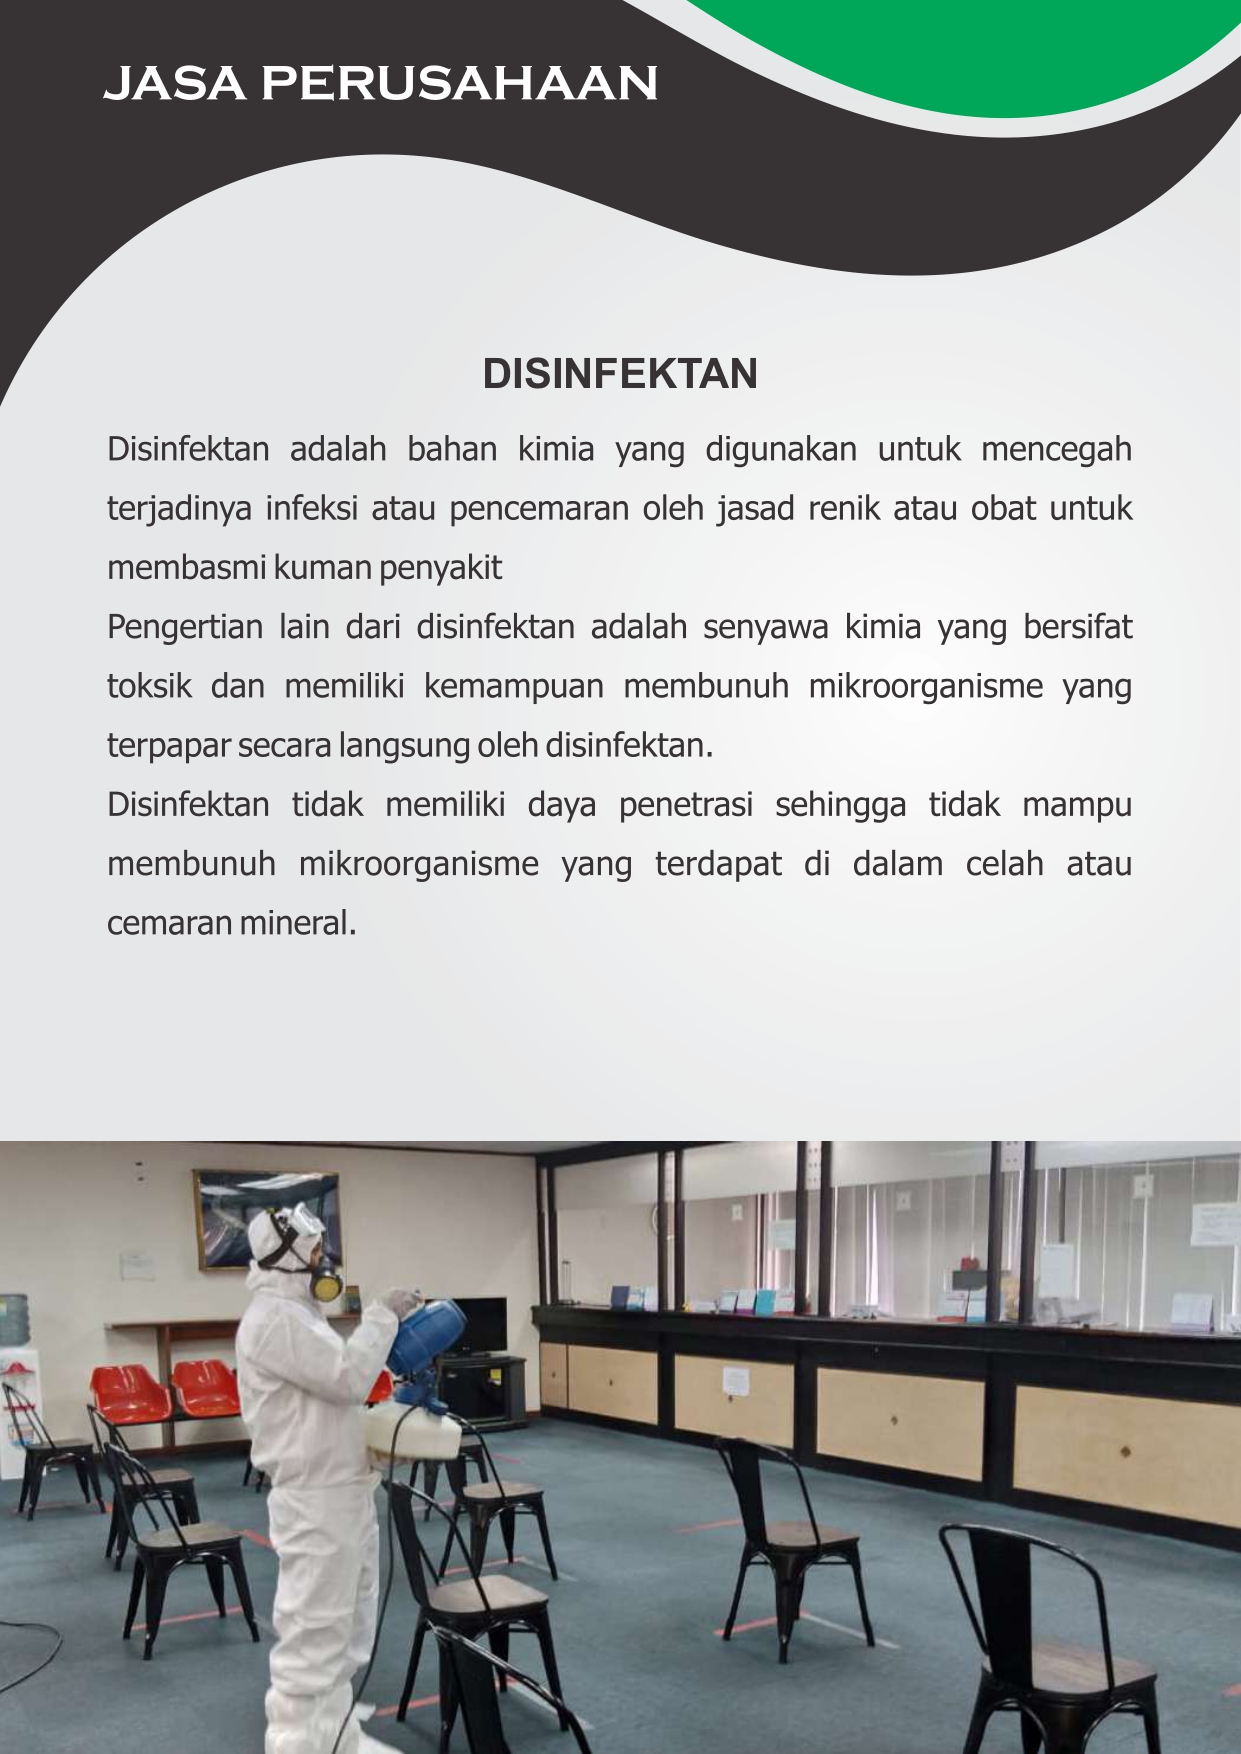 JASA PERUSAHAAN
DISINFEKTAN
Disinfektan adalah bahan kimia yang digunakan untuk mencegah
terjadinya infeksi atau pencemaran oleh jasad renik atau obat untuk
membasmi kuman penyakit
Pengertian lain dari disinfektan adalah senyawa kimia yang bersifat
toksik dan memiliki kemampuan membunuh mikroorganisme yang
terpapar secara langsung oleh disinfektan.
Disinfektan tidak memiliki daya penetrasi sehingga tidak mampu
membunuh mikroorganisme yang terdapat di dalam celah atau
cemaran mineral.